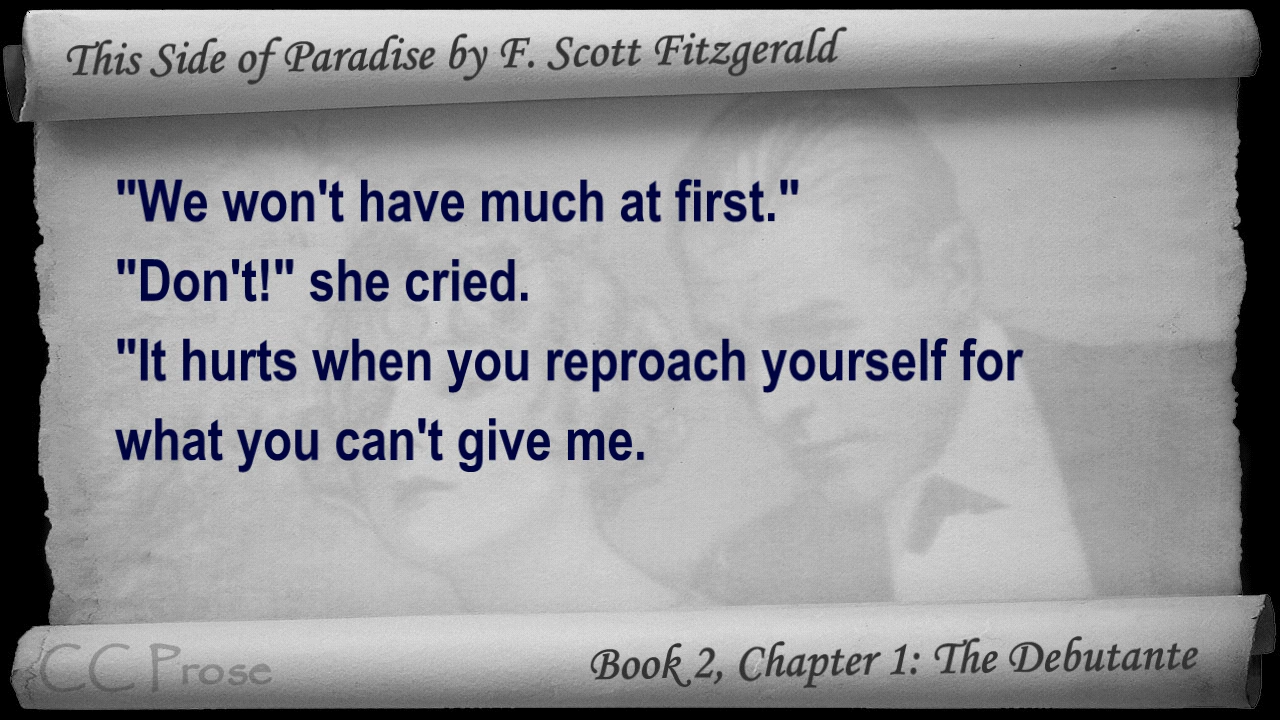 This Side of Paradise by F. Scott Fitzgerald
"We won't have much at first."
"Don't!" she cried.
"It hurts when you reproach yourself for
what you can't give me.
CC Prose
Book 2, Chapter 1: The Debutante